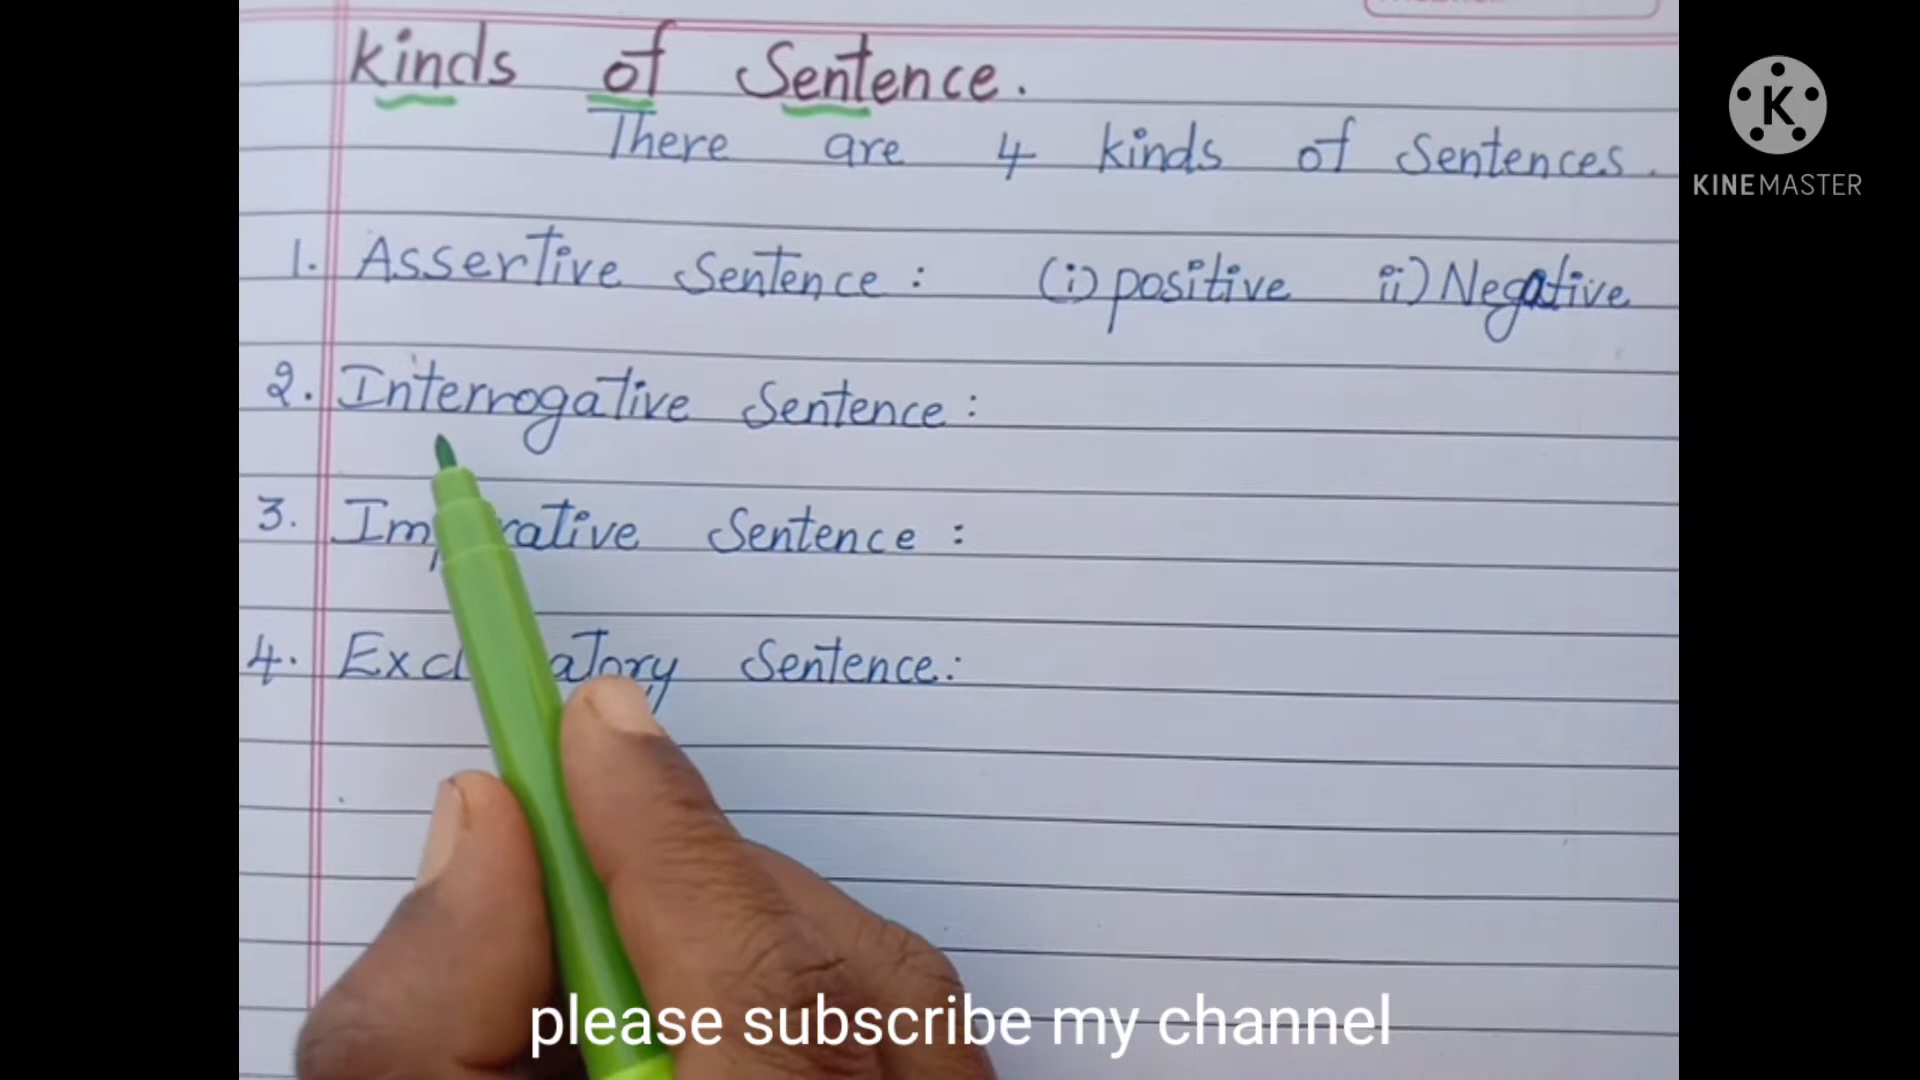 kinds of Sentence.
There are 4 kinds of Sentences.
1. Assertive Sentence: (i) positive ii) Negative
2. Interrogative Sentence:
3. Sentence:
4. Sentence:
KINEMASTER
please subscribe my channel